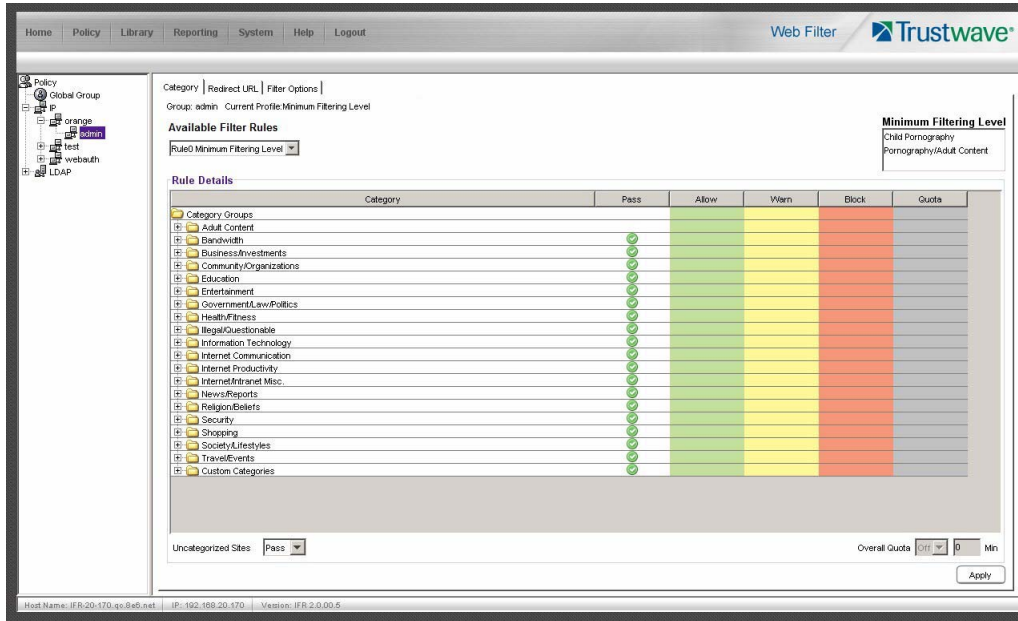 Home Policy Library Reporting System Help Logout
Web Filter
Trustwave®
Policy
Global Group
IP
orange
admin
test
webauth
LDAP
Category Redirect URL Filter Options
Group: admin Current Profile:Minimum Filtering Level
Available Filter Rules
Rule0 Minimum Filtering Level
Minimum Filtering Level
Child Pornography
Pornography/Adult Content
Rule Details
Category Pass Allow Warn Block Quota
Category Groups
Adult Content
Bandwidth
Business/Investments
Community/Organizations
Education
Entertainment
Government/Law/Politics
Health/Fitness
Illegal/Questionable
Information Technology
Internet Communication
Internet Productivity
Internet/Intranet Misc.
News/Reports
Religion/Beliefs
Security
Shopping
Society/Lifestyles
Travel/Events
Custom Categories
Uncategorized Sites Pass
Overall Quota Off 0 Min
Apply
Host Name: IFR-20-170.qc.8e6.net IP: 192.168.20.170 Version: IFR 2.0.00.5